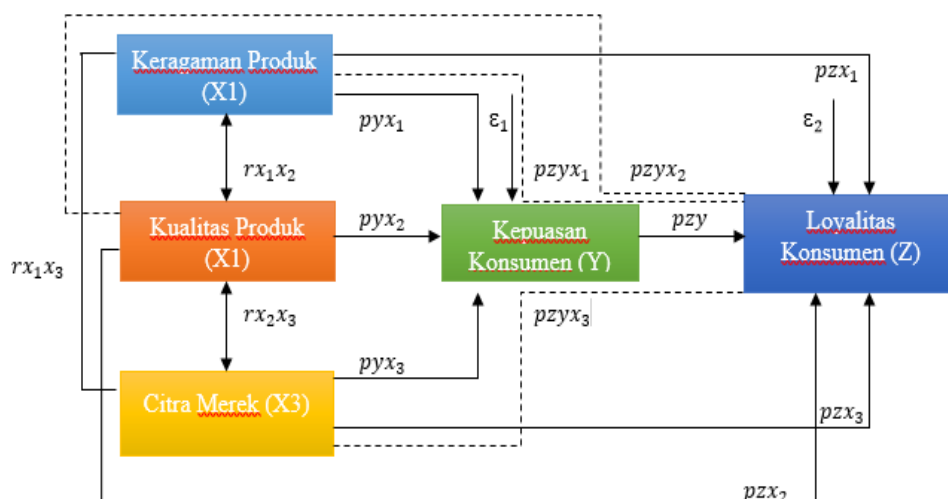 Keragaman Produk
(X1)
pzx₁
pyx₁
ε₁
ε₂
rx₁x₂
pzyx₁
pzyx₂
Kualitas Produk
(X1)
pyx₂
Kepuasan
Konsumen (Y)
pzy
Loyalitas
Konsumen (Z)
rx₁x₃
rx₂x₃
pzyx₃
pyx₃
Citra Merek (X3)
pzx₃
pzx₂